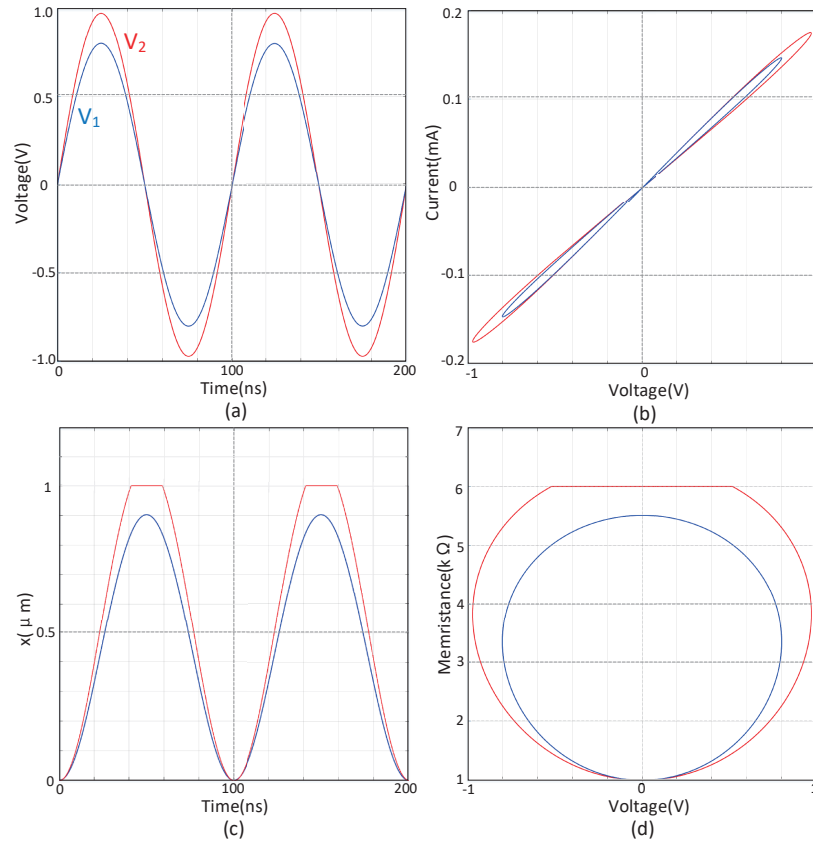 1.0
0.5
0
-0.5
-1.0
Voltage(V)
V2
V1
0
100
200
Time(ns)
(a)
0.2
0.1
0
-0.1
-0.2
Current(mA)
-1
0
Voltage(V)
(b)
1
0.5
0
x(μm)
0
100
200
Time(ns)
(c)
7
6
5
4
3
2
1
Memristance(kΩ)
-1
0
1
Voltage(V)
(d)